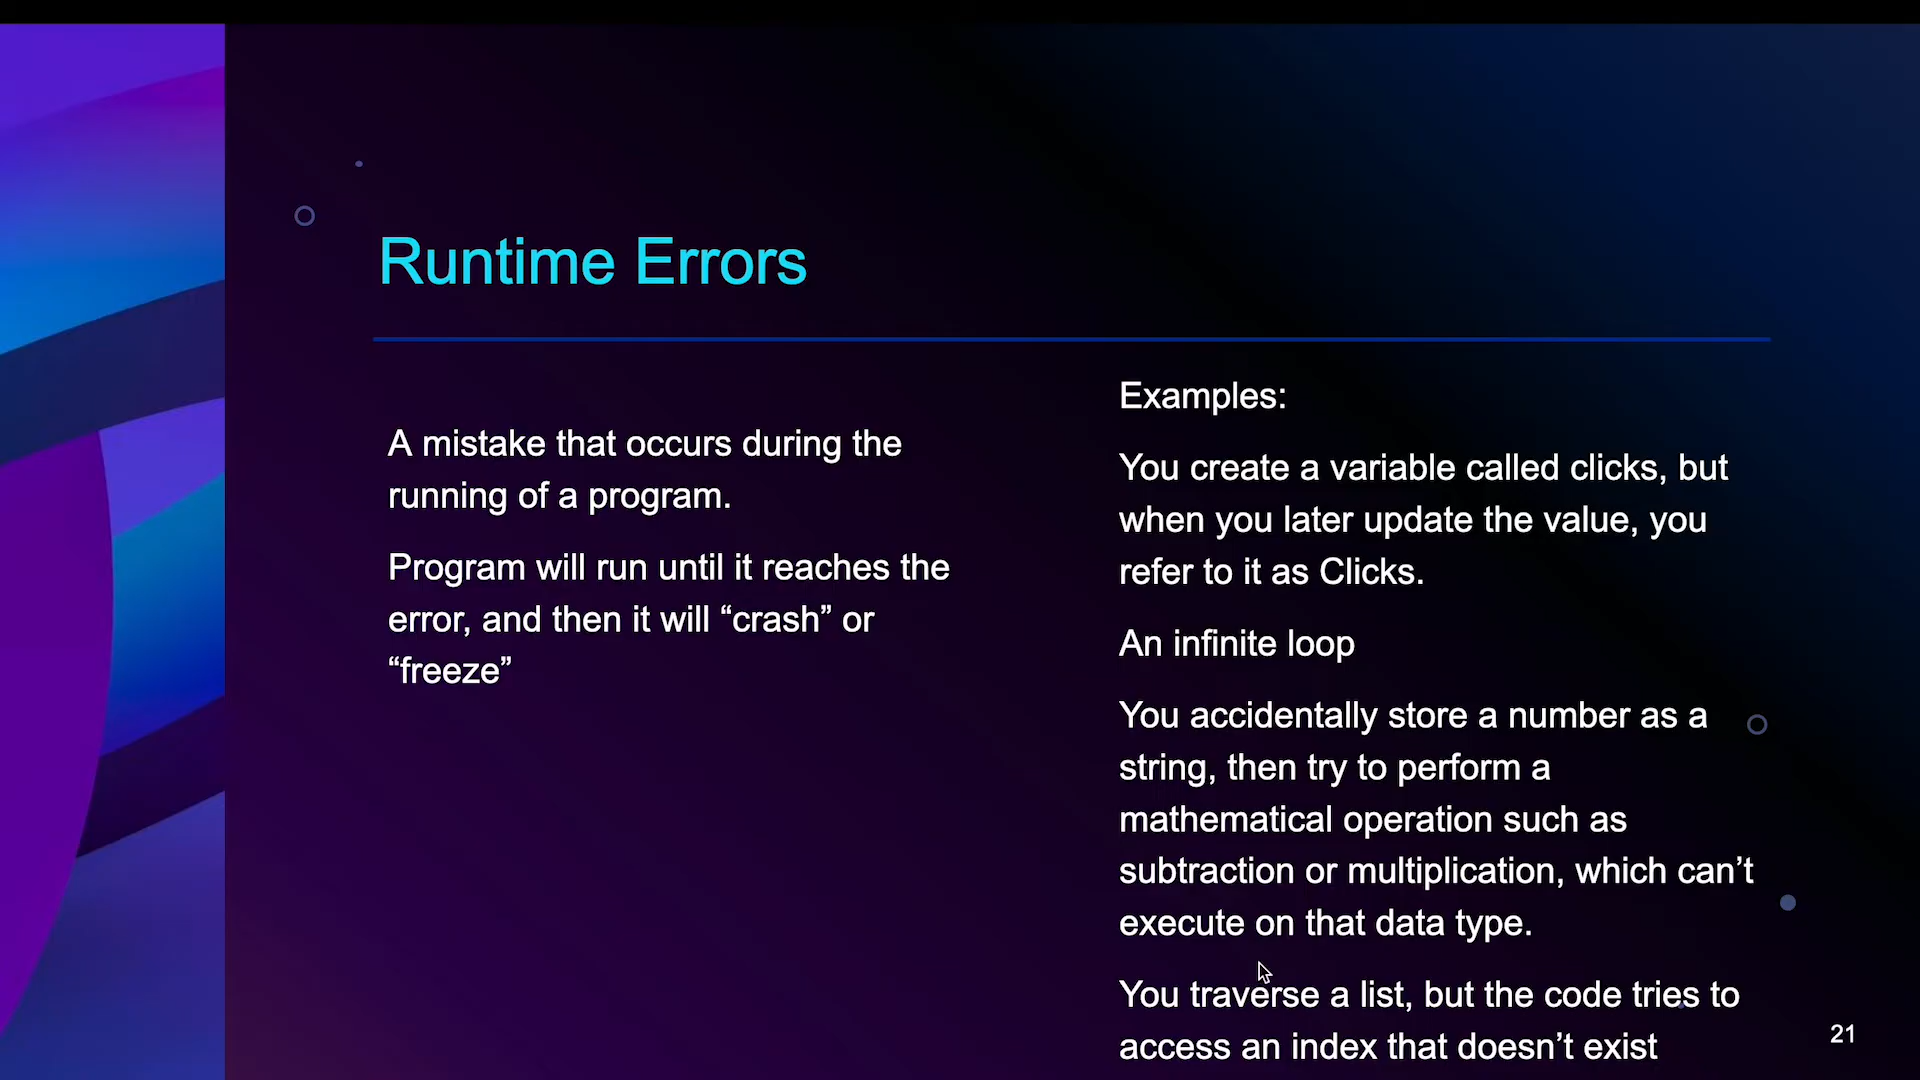 Runtime Errors
A mistake that occurs during the
running of a program.
Program will run until it reaches the
error, and then it will “crash” or
“freeze”
Examples:
You create a variable called clicks, but
when you later update the value, you
refer to it as Clicks.
An infinite loop
You accidentally store a number as a
string, then try to perform a
mathematical operation such as
subtraction or multiplication, which can’t
execute on that data type.
You traverse a list, but the code tries to
access an index that doesn’t exist
21